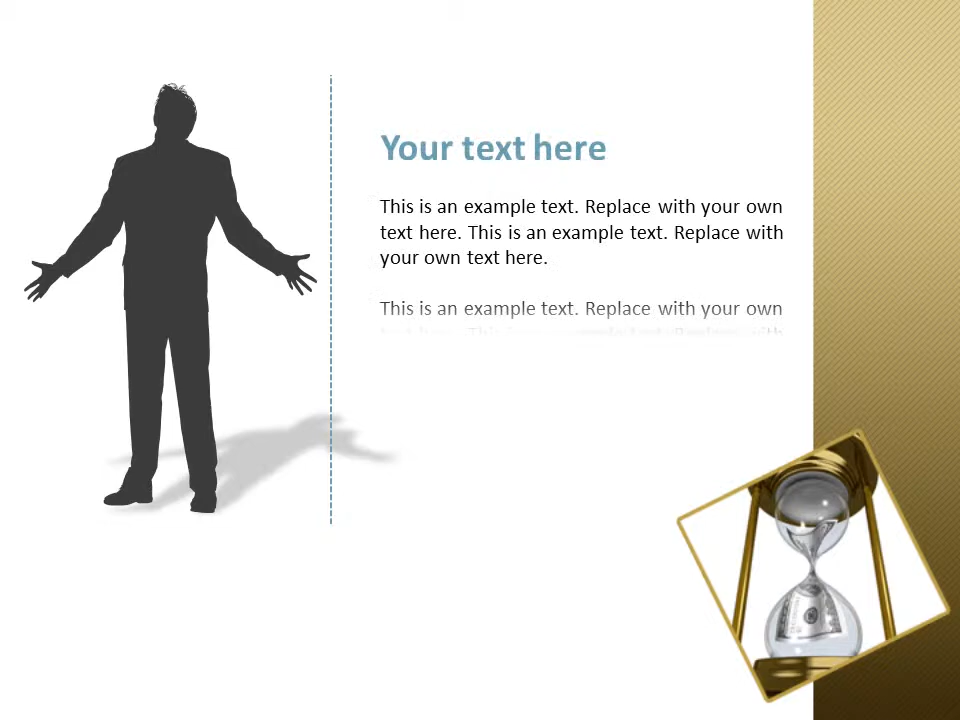 Your text here
This is an example text. Replace with your own
text here. This is an example text. Replace with
your own text here.
This is an example text. Replace with your own